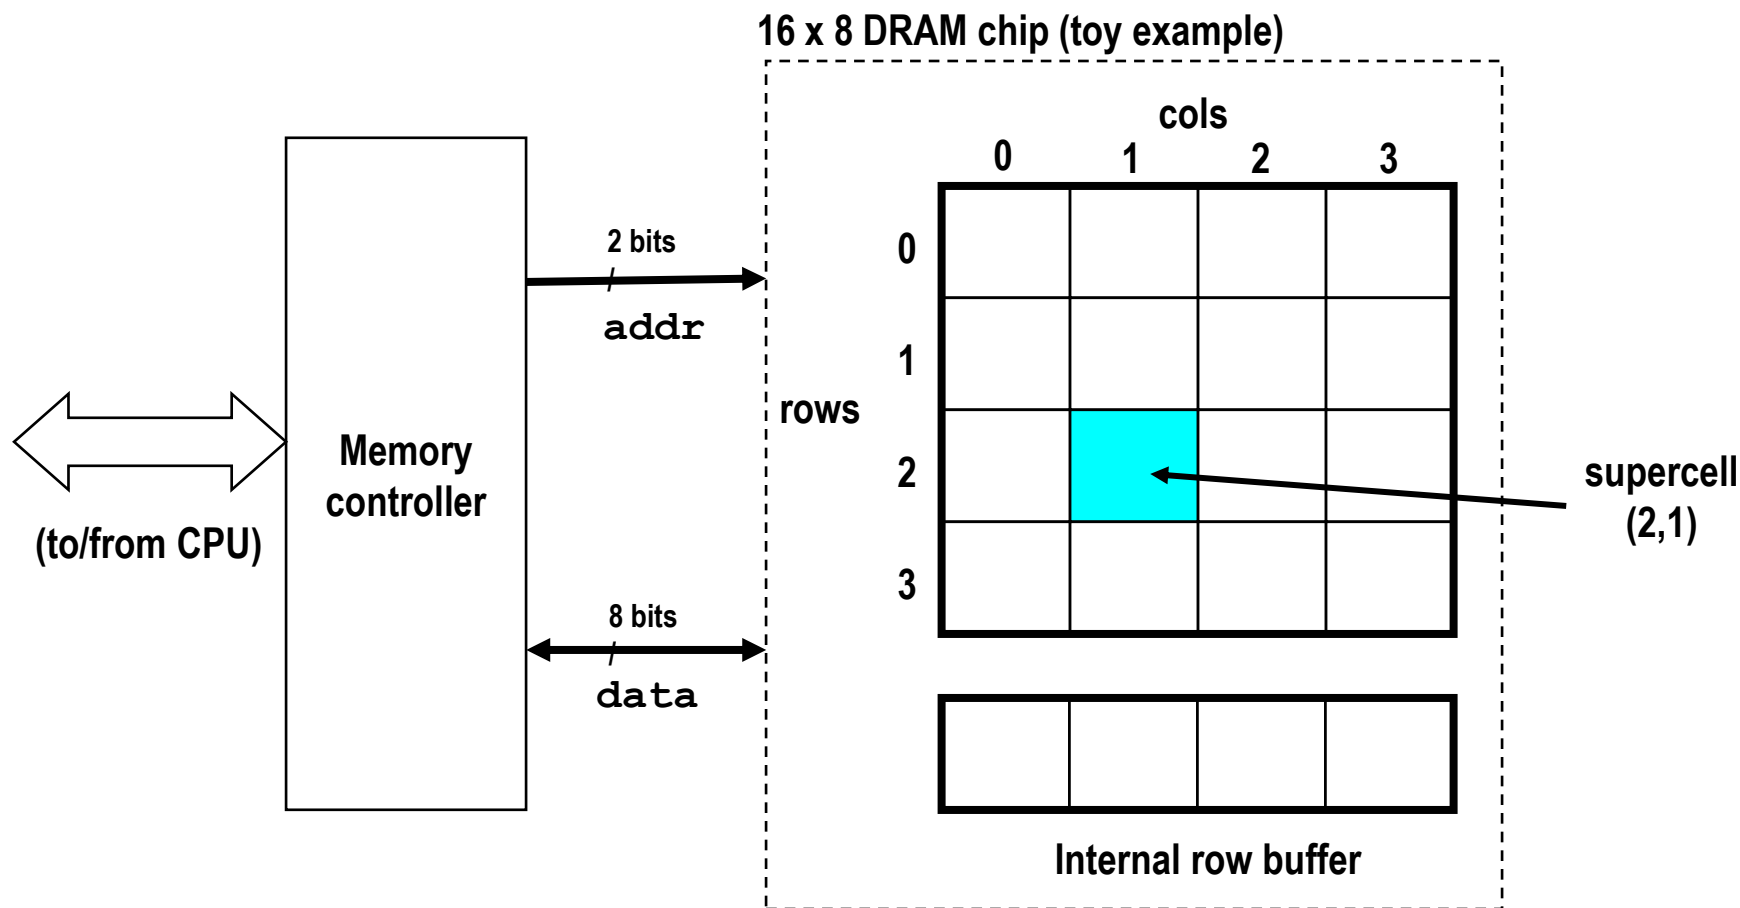 16 x 8 DRAM chip (toy example)
cols
0 1 2 3
2 bits
addr
0
1
rows
2
3
Memory
controller
(to/from CPU)
supercell
(2,1)
8 bits
data
Internal row buffer